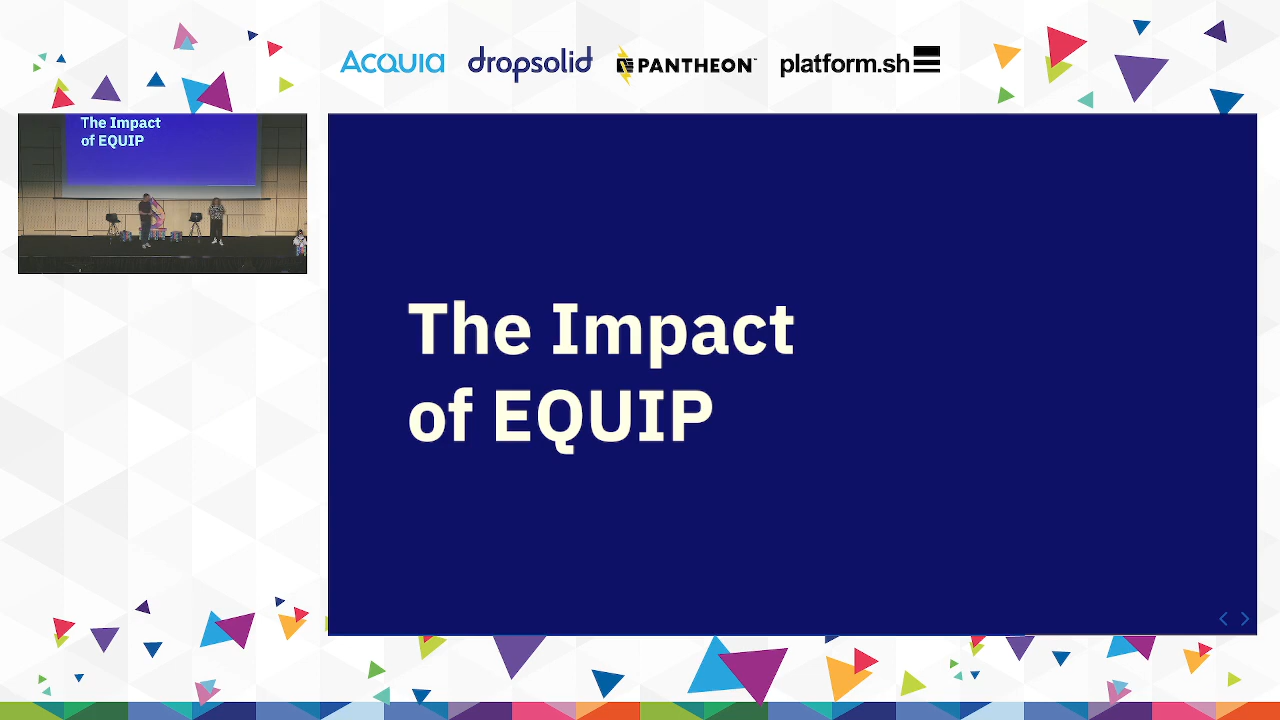 ACQUIA
dropsolid
PANTHEON
platform.sh
The Impact
of EQUIP
The Impact
of EQUIP